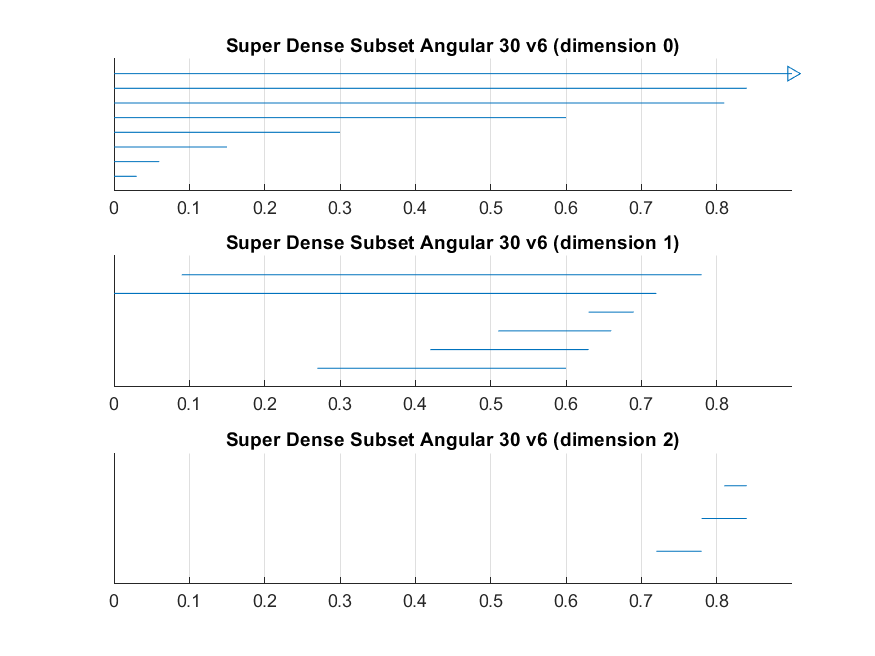 Super Dense Subset Angular 30 v6 (dimension 0)
0 0.1 0.2 0.3 0.4 0.5 0.6 0.7 0.8
Super Dense Subset Angular 30 v6 (dimension 1)
0 0.1 0.2 0.3 0.4 0.5 0.6 0.7 0.8
Super Dense Subset Angular 30 v6 (dimension 2)
0 0.1 0.2 0.3 0.4 0.5 0.6 0.7 0.8